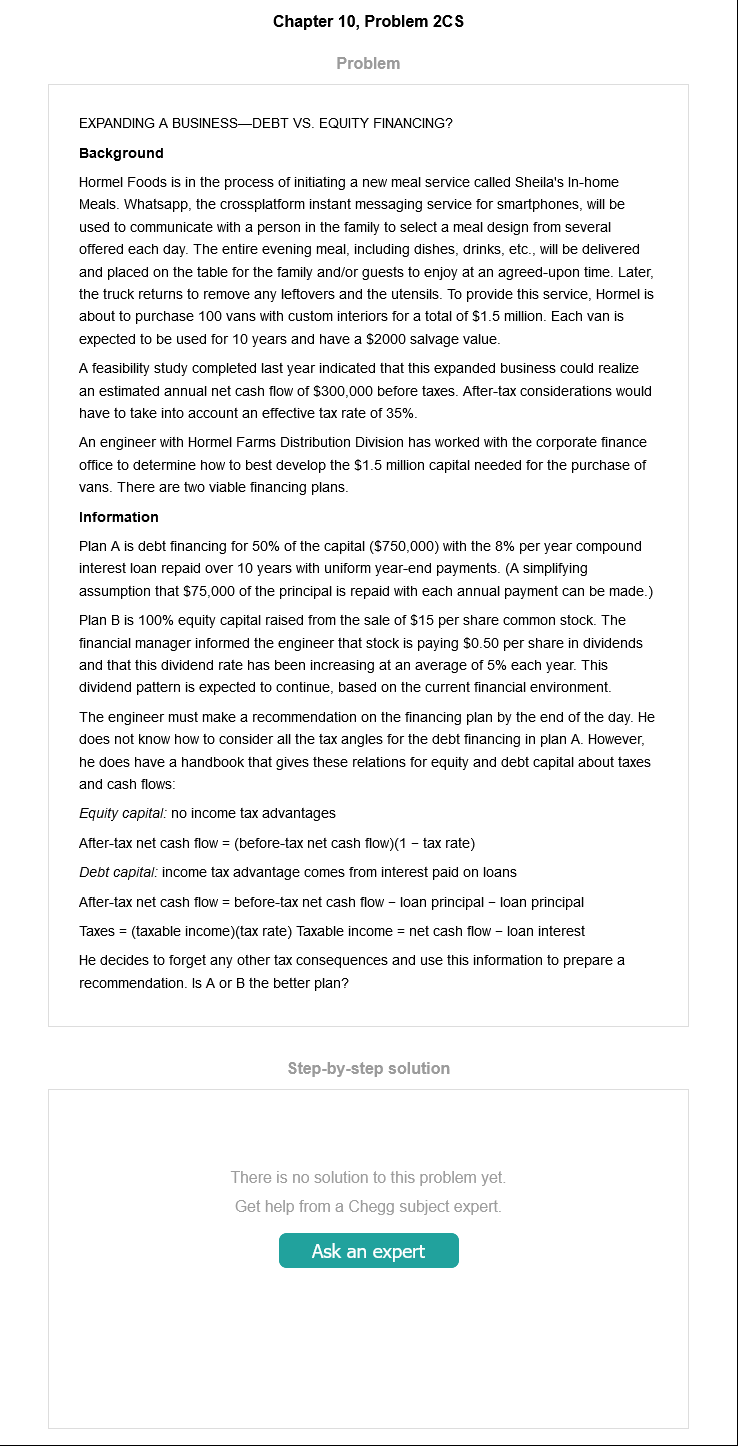 Chapter 10, Problem 2CS
Problem
EXPANDING A BUSINESS—DEBT VS. EQUITY FINANCING?
Background
Hormel Foods is in the process of initiating a new meal service called Sheila's In-home
Meals. Whatsapp, the crossplatform instant messaging service for smartphones, will be
used to communicate with a person in the family to select a meal design from several
offered each day. The entire evening meal, including dishes, drinks, etc., will be delivered
and placed on the table for the family and/or guests to enjoy at an agreed-upon time. Later,
the truck returns to remove any leftovers and the utensils. To provide this service, Hormel is
about to purchase 100 vans with custom interiors for a total of $1.5 million. Each van is
expected to be used for 10 years and have a $2000 salvage value.
A feasibility study completed last year indicated that this expanded business could realize
an estimated annual net cash flow of $300,000 before taxes. After-tax considerations would
have to take into account an effective tax rate of 35%.
An engineer with Hormel Farms Distribution Division has worked with the corporate finance
office to determine how to best develop the $1.5 million capital needed for the purchase of
vans. There are two viable financing plans.
Information
Plan A is debt financing for 50% of the capital ($750,000) with the 8% per year compound
interest loan repaid over 10 years with uniform year-end payments. (A simplifying
assumption that $75,000 of the principal is repaid with each annual payment can be made.)
Plan B is 100% equity capital raised from the sale of $15 per share common stock. The
financial manager informed the engineer that stock is paying $0.50 per share in dividends
and that this dividend rate has been increasing at an average of 5% each year. This
dividend pattern is expected to continue, based on the current financial environment.
The engineer must make a recommendation on the financing plan by the end of the day. He
does not know how to consider all the tax angles for the debt financing in plan A. However,
he does have a handbook that gives these relations for equity and debt capital about taxes
and cash flows:
Equity capital: no income tax advantages
After-tax net cash flow = (before-tax net cash flow)(1 − tax rate)
Debt capital: income tax advantage comes from interest paid on loans
After-tax net cash flow = before-tax net cash flow − loan principal − loan principal
Taxes = (taxable income)(tax rate) Taxable income = net cash flow − loan interest
He decides to forget any other tax consequences and use this information to prepare a
recommendation. Is A or B the better plan?
Step-by-step solution
There is no solution to this problem yet.
Get help from a Chegg subject expert.
Ask an expert